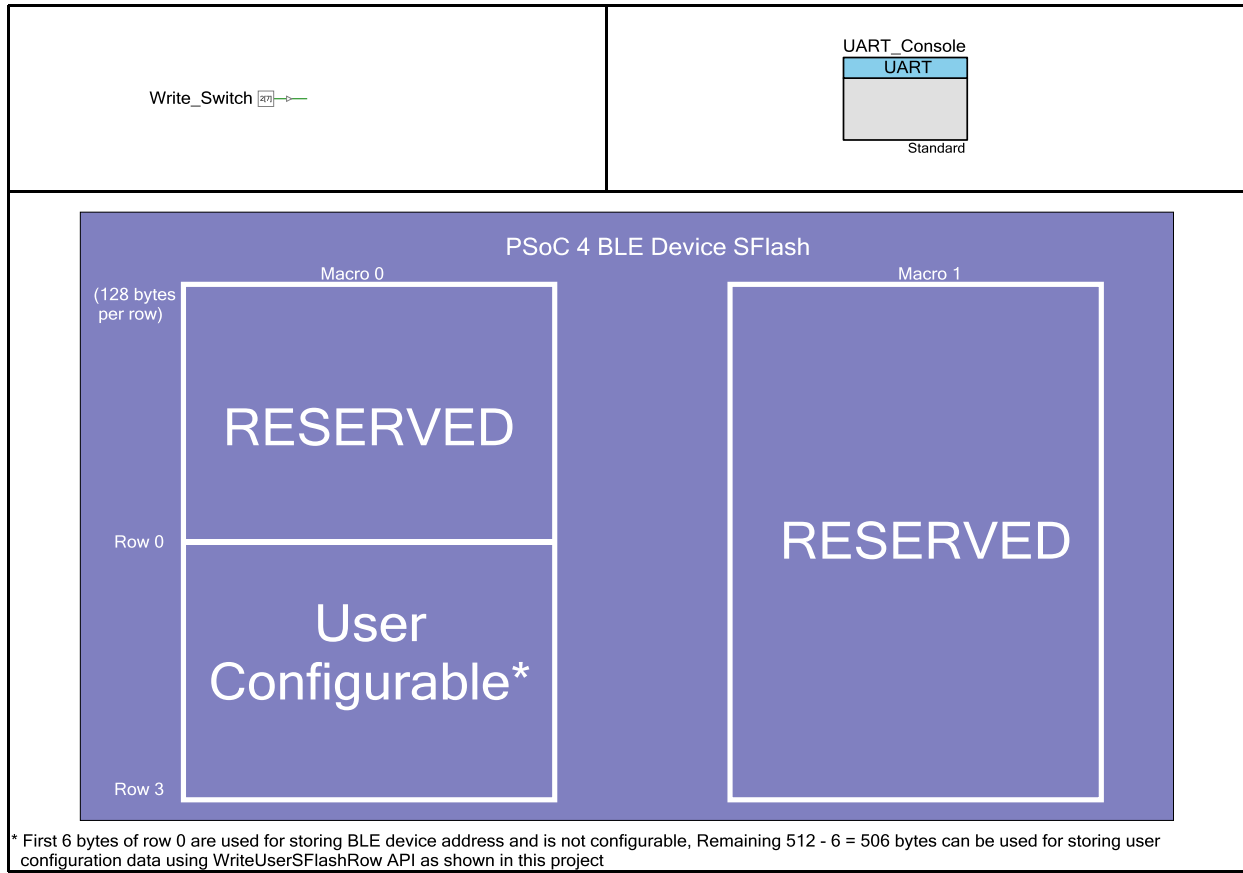 Write_Switch 2[7]
UART_Console
UART
Standard
PSoC 4 BLE Device SFlash
Macro 0
Macro 1
(128 bytes
per row)
RESERVED
RESERVED
Row 0
User
Configurable*
Row 3
* First 6 bytes of row 0 are used for storing BLE device address and is not configurable, Remaining 512 - 6 = 506 bytes can be used for storing user
configuration data using WriteUserSFlashRow API as shown in this project